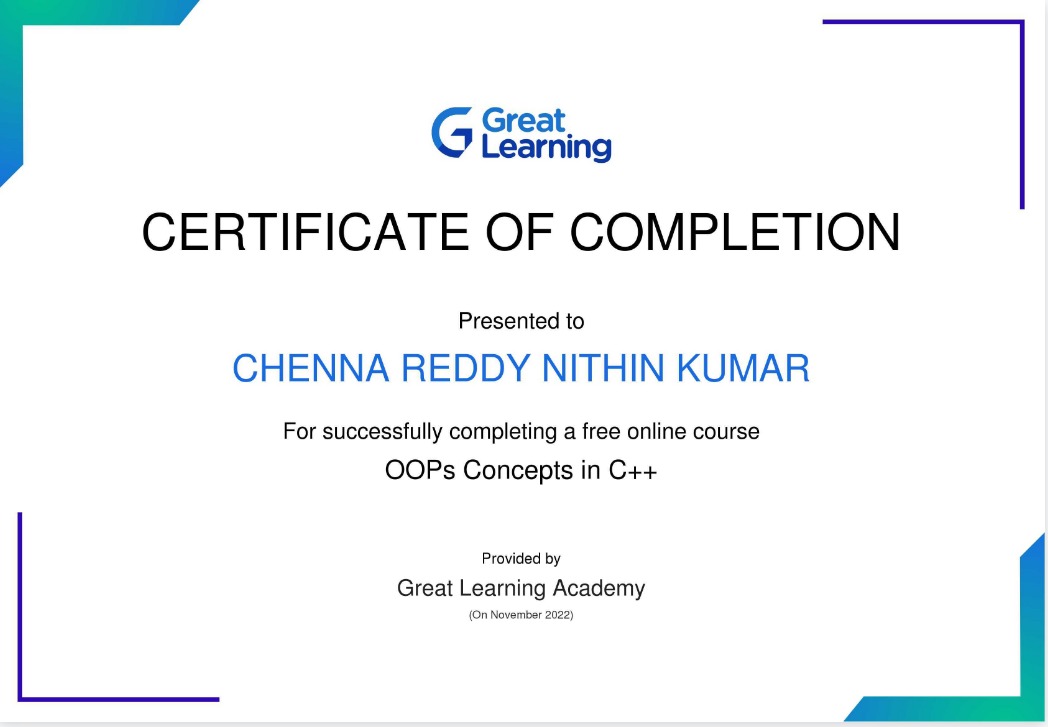 Great
Learning
CERTIFICATE OF COMPLETION
Presented to
CHENNA REDDY NITHIN KUMAR
For successfully completing a free online course
OOPs Concepts in C++
Provided by
Great Learning Academy
(On November 2022)